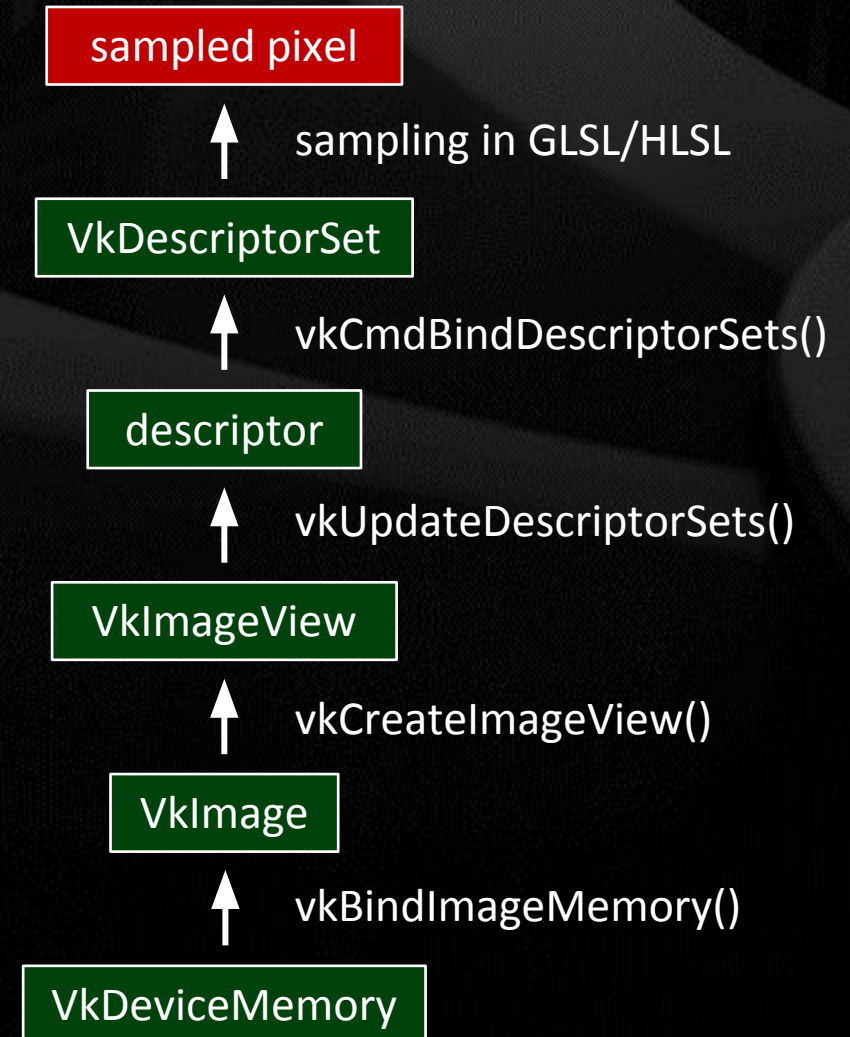 sampled pixel
sampling in GLSL/HLSL
VkDescriptorSet
vkCmdBindDescriptorSets()
descriptor
vkUpdateDescriptorSets()
VkImageView
vkCreateImageView()
VkImage
vkBindImageMemory()
VkDeviceMemory